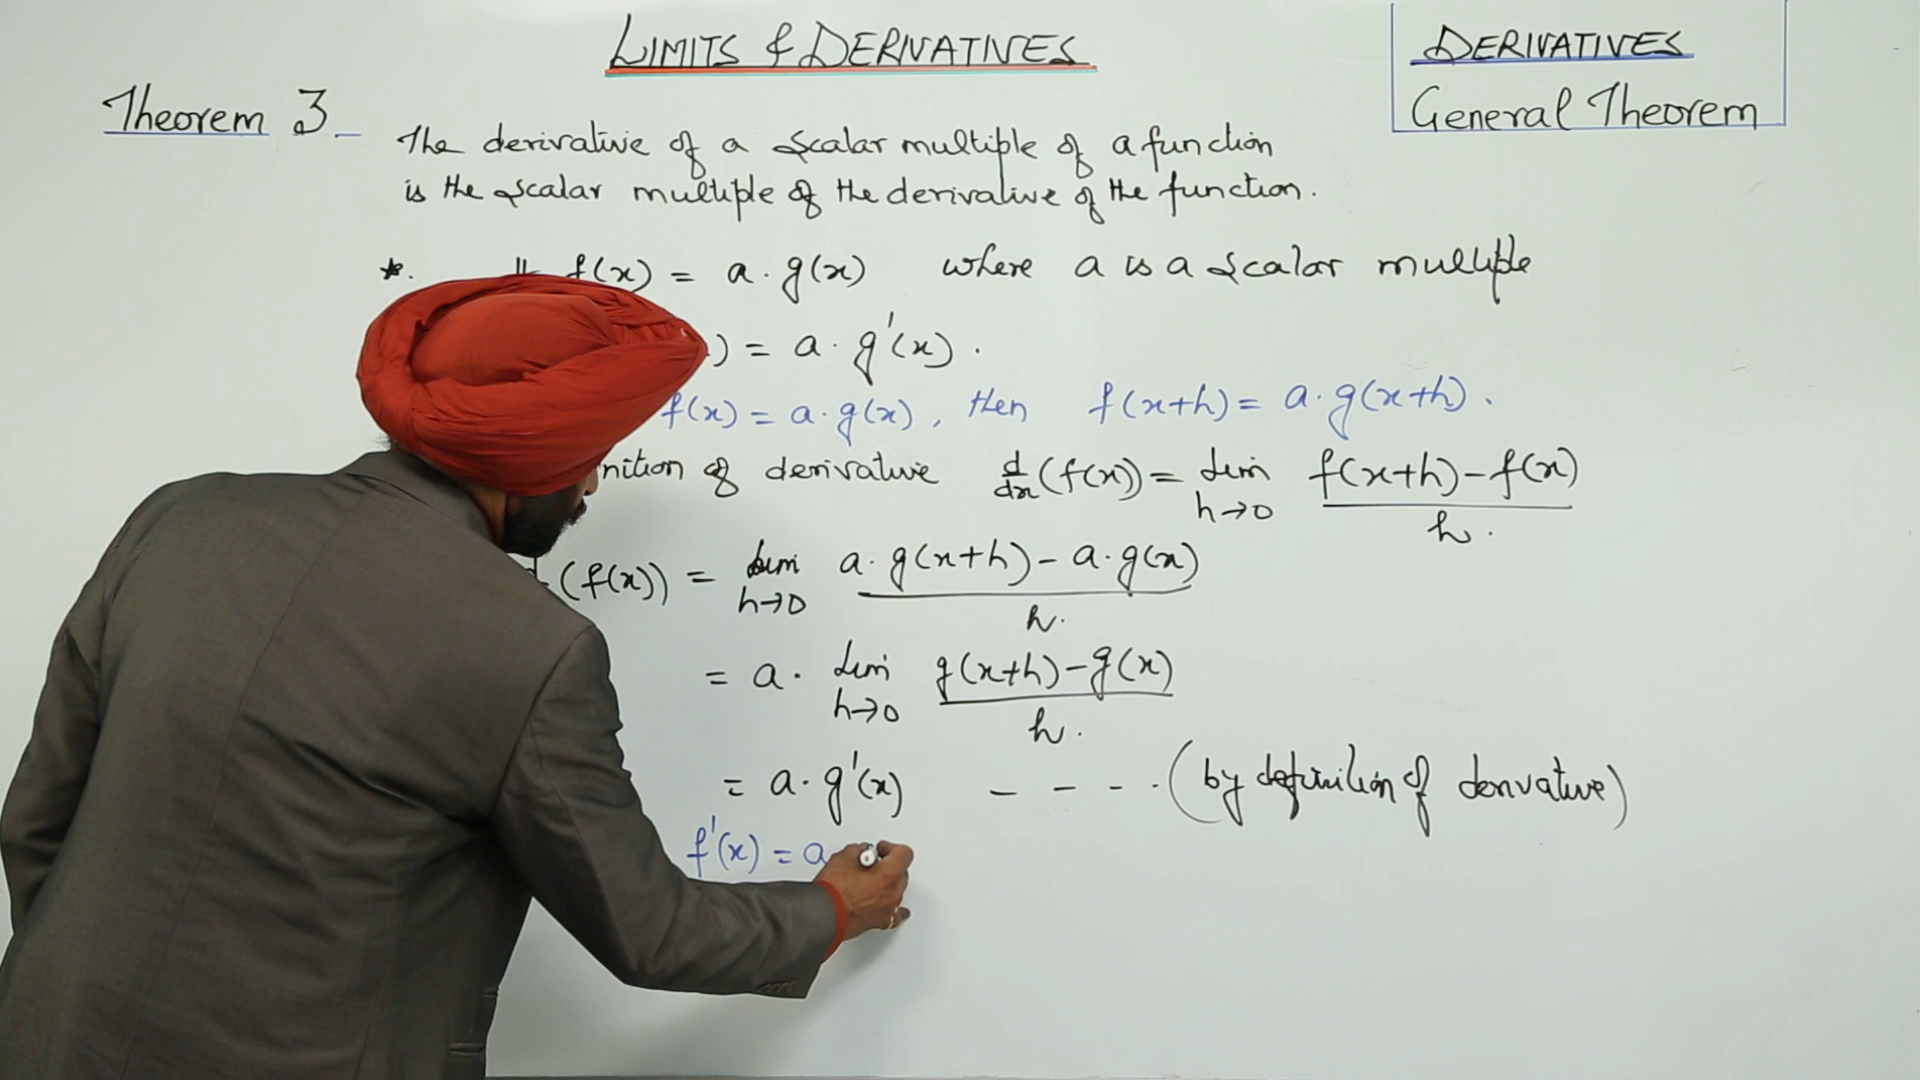 LIMITS & DERIVATIVES
DERIVATIVES
General Theorem
Theorem 3
The derivative of a scalar multiple of a function
is the scalar multiple of the derivative of the function.
*. If f(x) = a · g(x) where a is a scalar multiple
) = a · g'(x) .
f(x) = a · g(x) , then f(x+h) = a · g(x+h) .
nition of derivative d/dx (f(x)) = lim h→0 f(x+h) - f(x) / h .
(f(x)) = lim h→0 a · g(x+h) - a · g(x) / h .
= a · lim h→0 g(x+h) - g(x) / h .
= a · g'(x) - - - - . (by definition of derivative)
f'(x) = a